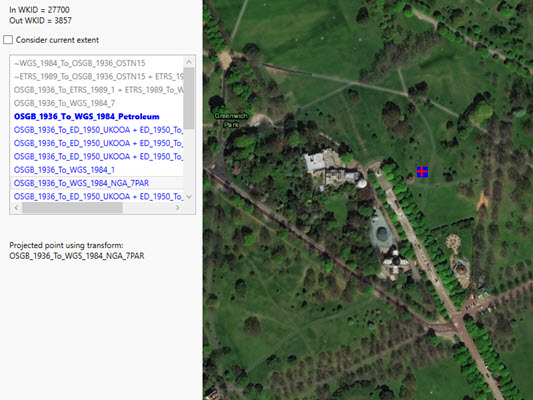 In WKID = 27700
Out WKID = 3857
Consider current extent
~WGS_1984_To_OSGB_1936_OSTN15
~ETRS_1989_To_OSGB_1936_OSTN15 + ETRS_19
OSGB_1936_To_ETRS_1989_1 + ETRS_1989_To_W
OSGB_1936_To_WGS_1984_7
OSGB_1936_To_WGS_1984_Petroleum
OSGB_1936_To_ED_1950_UKOOA + ED_1950_To_
OSGB_1936_To_ED_1950_UKOOA + ED_1950_To_
OSGB_1936_To_ED_1950_UKOOA + ED_1950_To_
OSGB_1936_To_WGS_1984_1
OSGB_1936_To_WGS_1984_NGA_7PAR
OSGB_1936_To_ED_1950_UKOOA + ED_1950_To_
Projected point using transform:
OSGB_1936_To_WGS_1984_NGA_7PAR
Greenwich
Park